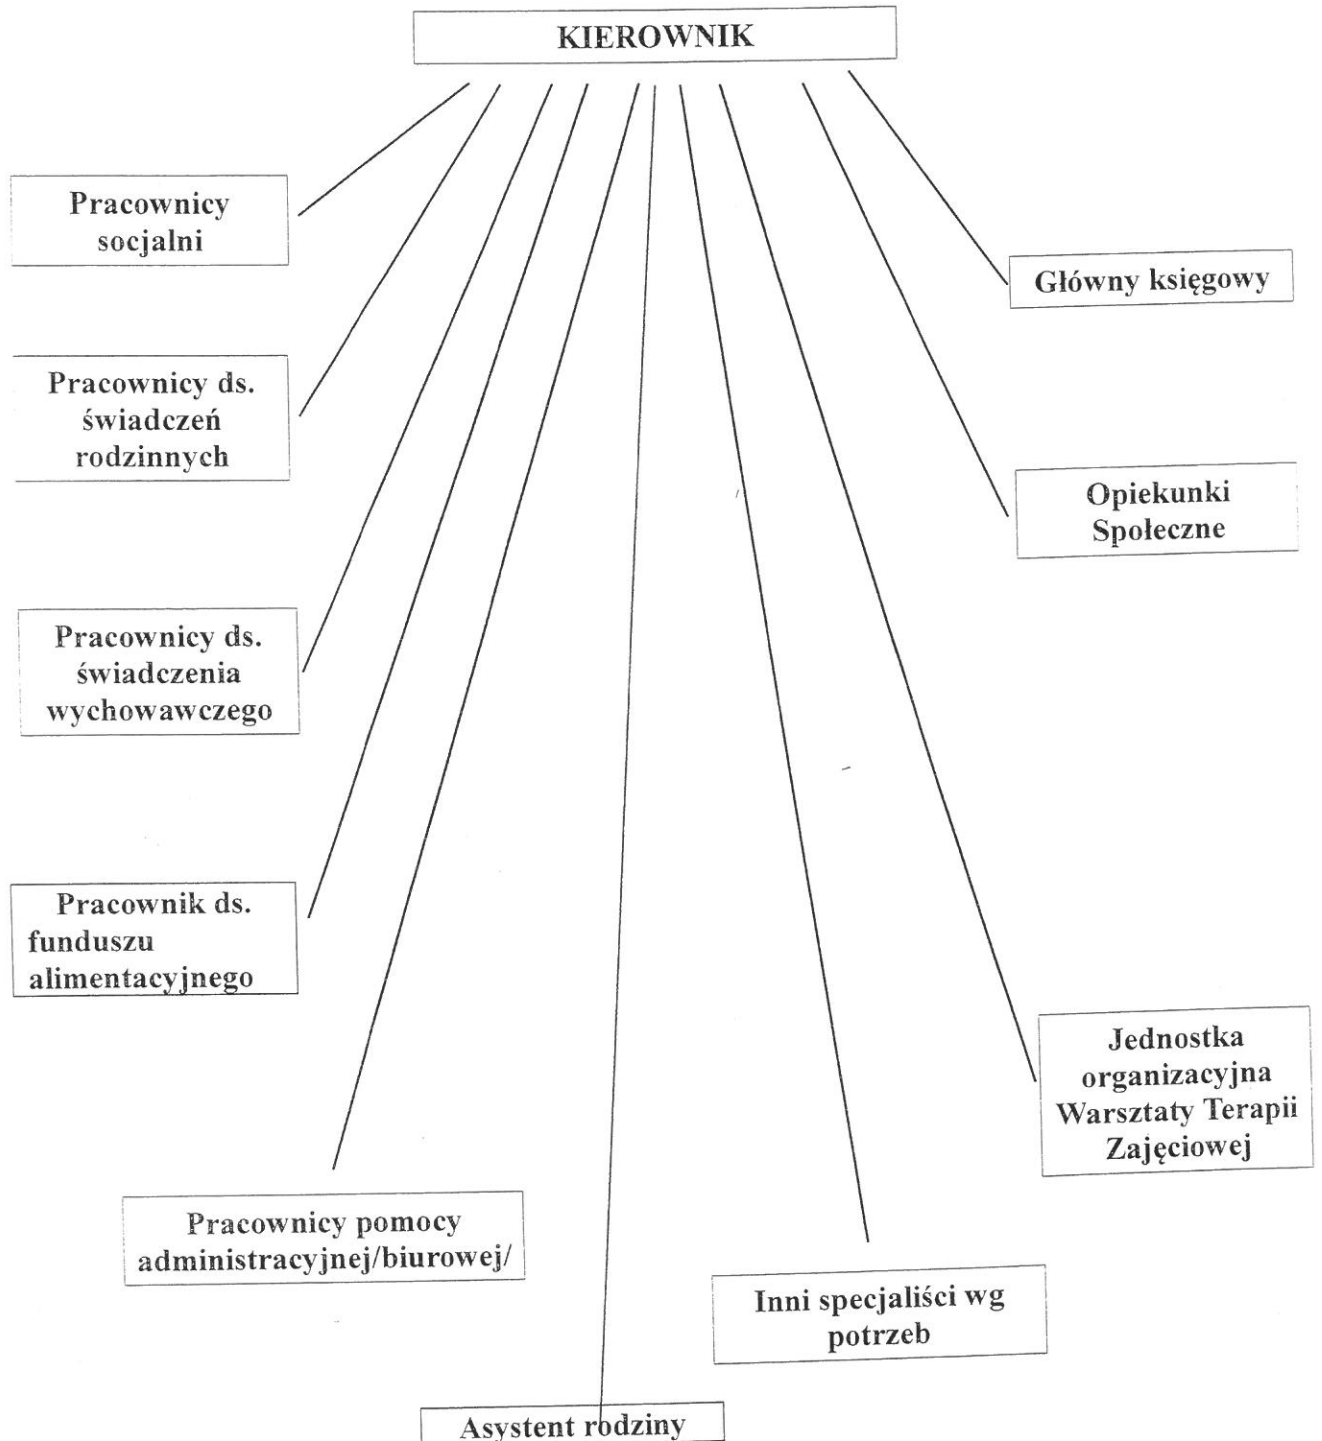 KIEROWNIK
Pracownicy
socjalni
Główny księgowy
Pracownicy ds.
świadczeń
rodzinnych
Opiekunki
Społeczne
Pracownicy ds.
świadczenia
wychowawczego
Pracownik ds.
funduszu
alimentacyjnego
Jednostka
organizacyjna
Warsztaty Terapii
Zajęciowej
Pracownicy pomocy
administracyjnej/biurowej/
Inni specjaliści wg
potrzeb
Asystent rodziny